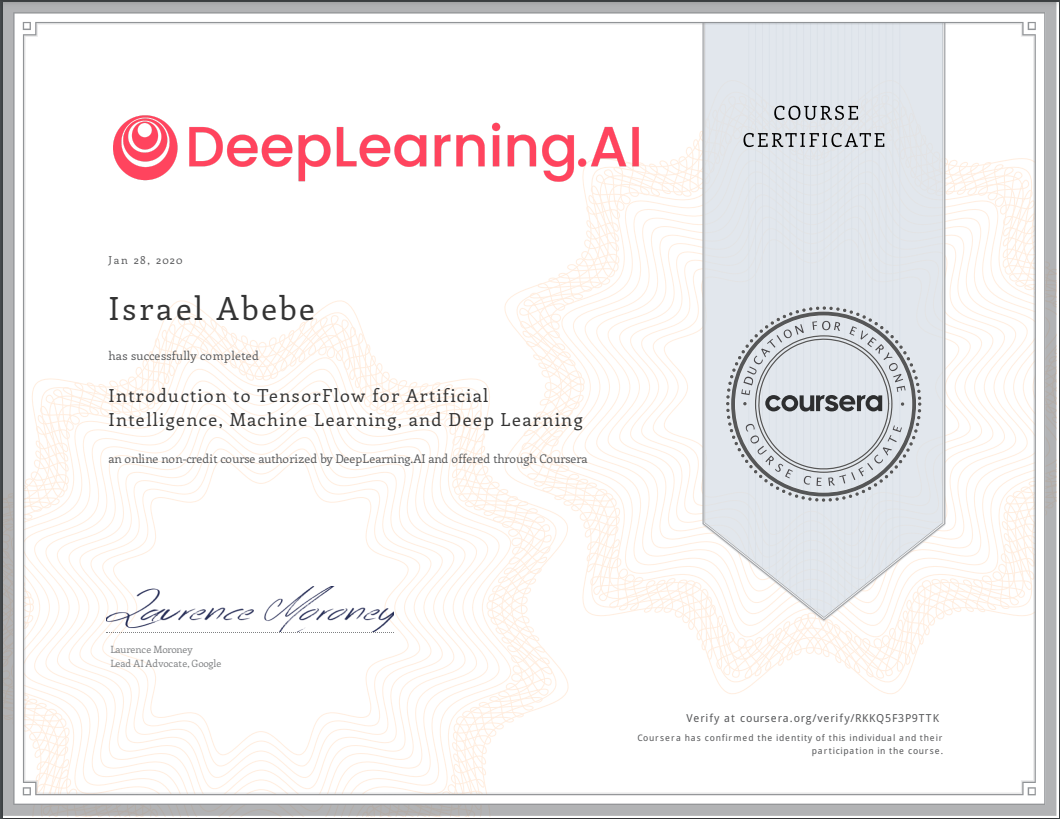 DeepLearning.AI
COURSE
CERTIFICATE
Jan 28, 2020
Israel Abebe
has successfully completed
Introduction to TensorFlow for Artificial
Intelligence, Machine Learning, and Deep Learning
an online non-credit course authorized by DeepLearning.AI and offered through Coursera
EDUCATION FOR EVERYONE
coursera
COURSE CERTIFICATE
Laurence Moroney
Laurence Moroney
Lead AI Advocate, Google
Verify at coursera.org/verify/RKKQ5F3P9TTK
Coursera has confirmed the identity of this individual and their
participation in the course.